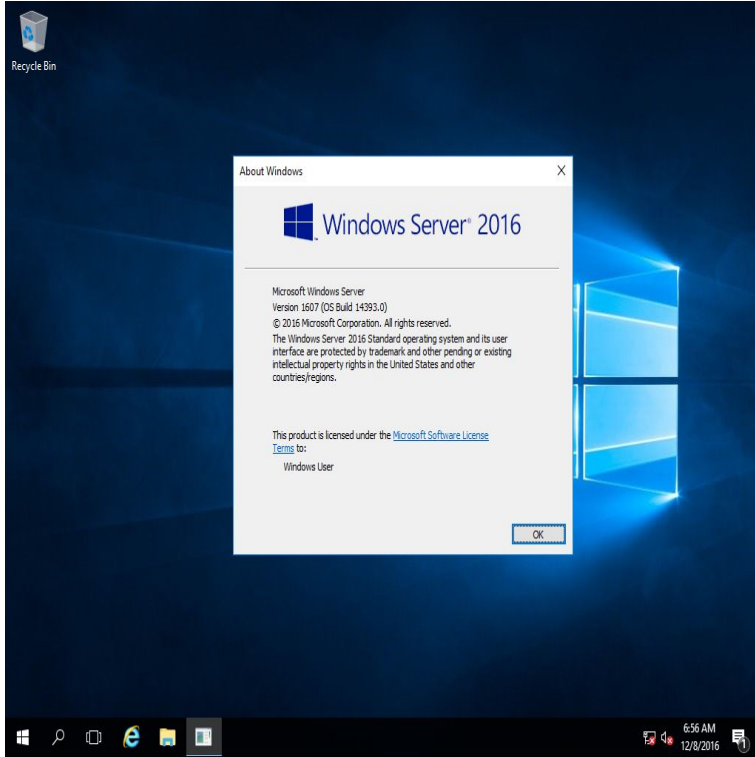 Recycle Bin
About Windows
Windows Server® 2016
Microsoft Windows Server
Version 1607 (OS Build 14393.0)
© 2016 Microsoft Corporation. All rights reserved.
The Windows Server 2016 Standard operating system and its user
interface are protected by trademark and other pending or existing
intellectual property rights in the United States and other
countries/regions.
This product is licensed under the Microsoft Software License
Terms to:
Windows User
OK
6:56 AM
12/8/2016
1